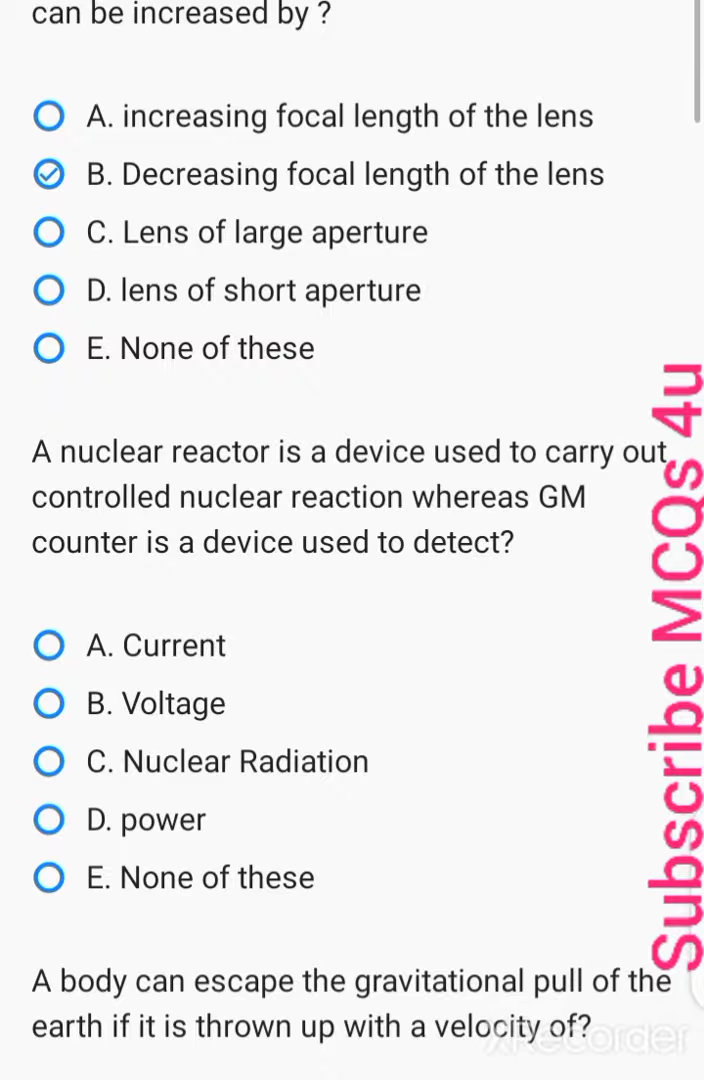 can be increased by ?
A. increasing focal length of the lens
B. Decreasing focal length of the lens
C. Lens of large aperture
D. lens of short aperture
E. None of these
A nuclear reactor is a device used to carry out
controlled nuclear reaction whereas GM
counter is a device used to detect?
A. Current
B. Voltage
C. Nuclear Radiation
D. power
E. None of these
A body can escape the gravitational pull of the
earth if it is thrown up with a velocity of?
Subscribe MCQs 4u
XRecorder